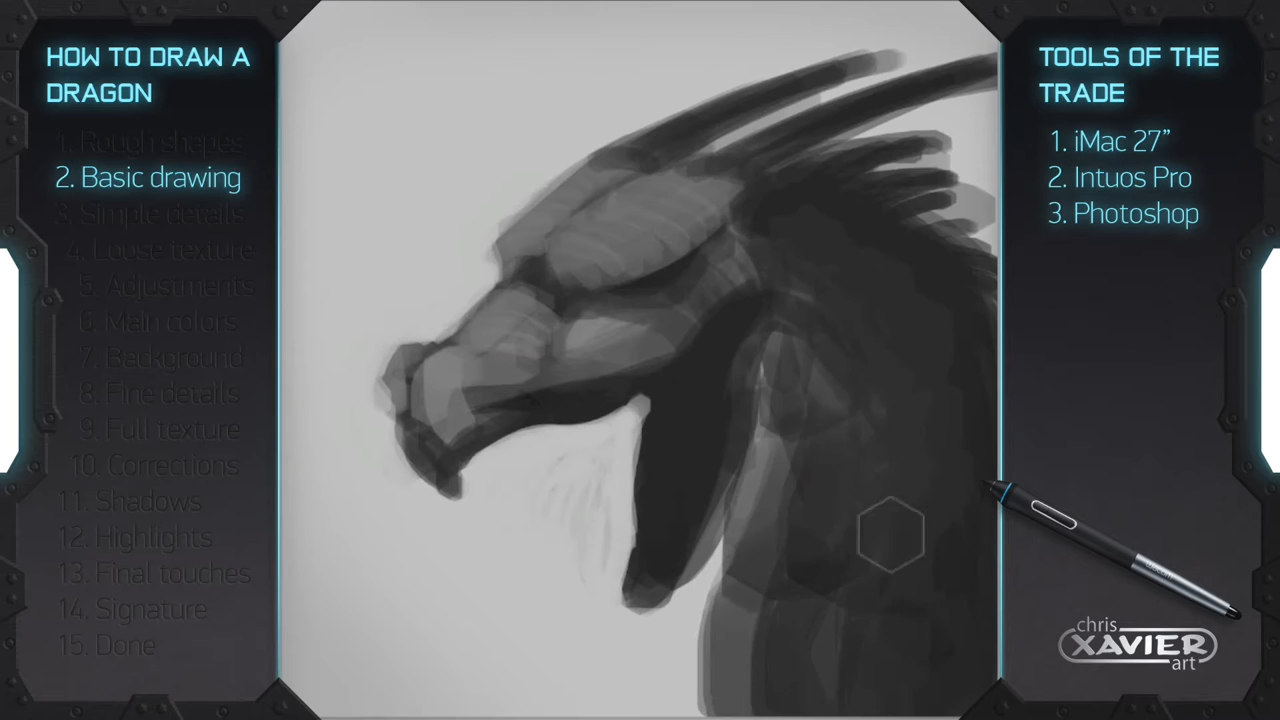 HOW TO DRAW A
DRAGON
1. Rough shapes
2. Basic drawing
3. Simple details
4. Loose texture
5. Adjustments
6. Main colors
7. Background
8. Fine details
9. Full texture
10. Corrections
11. Shadows
12. Highlights
13. Final touches
14. Signature
15. Done
TOOLS OF THE
TRADE
1. iMac 27”
2. Intuos Pro
3. Photoshop
chris
XAVIER
art